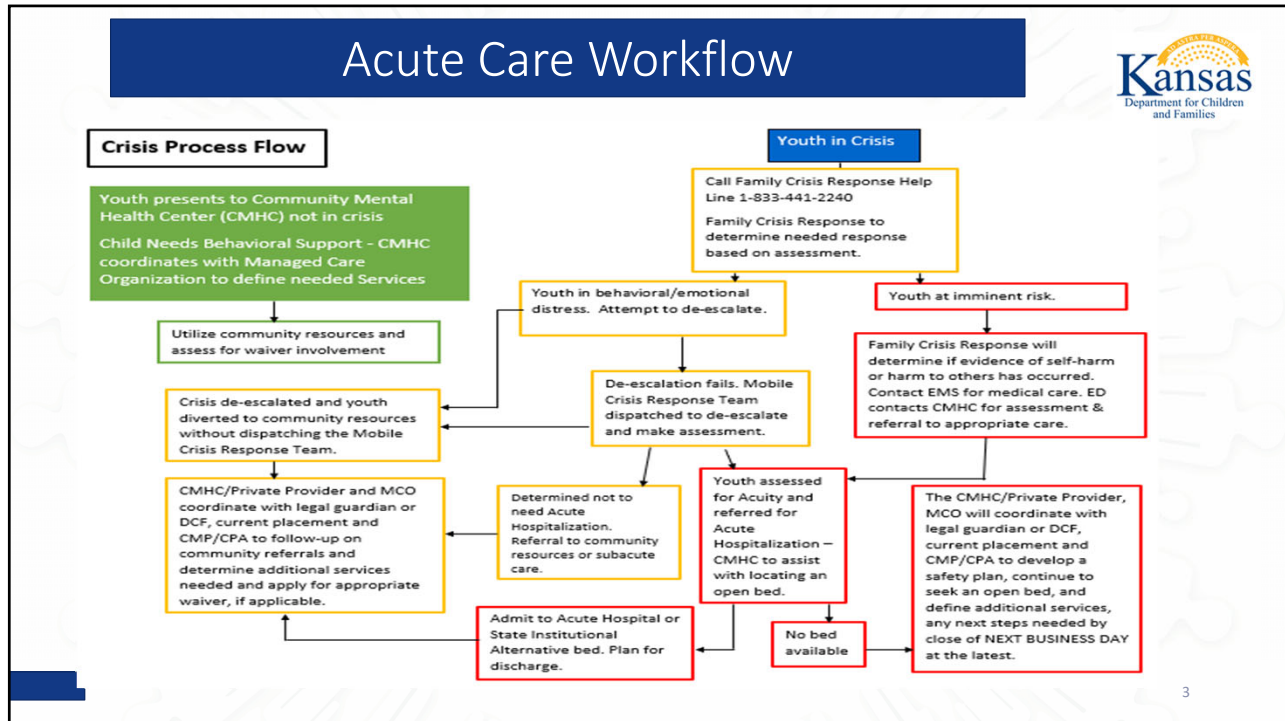 Acute Care Workflow
AD ASTRA PER ASPERA
Kansas
Department for Children
and Families
Crisis Process Flow
Youth in Crisis
Youth presents to Community Mental
Health Center (CMHC) not in crisis
Child Needs Behavioral Support - CMHC
coordinates with Managed Care
Organization to define needed Services
Call Family Crisis Response Help
Line 1-833-441-2240
Family Crisis Response to
determine needed response
based on assessment.
Youth in behavioral/emotional
distress. Attempt to de-escalate.
Youth at imminent risk.
Utilize community resources and
assess for waiver involvement
Family Crisis Response will
determine if evidence of self-harm
or harm to others has occurred.
Contact EMS for medical care. ED
contacts CMHC for assessment &
referral to appropriate care.
Crisis de-escalated and youth
diverted to community resources
without dispatching the Mobile
Crisis Response Team.
De-escalation fails. Mobile
Crisis Response Team
dispatched to de-escalate
and make assessment.
CMHC/Private Provider and MCO
coordinate with legal guardian or
DCF, current placement and
CMP/CPA to follow-up on
community referrals and
determine additional services
needed and apply for appropriate
waiver, if applicable.
Determined not to
need Acute
Hospitalization.
Referral to community
resources or subacute
care.
Youth assessed
for Acuity and
referred for
Acute
Hospitalization –
CMHC to assist
with locating an
open bed.
The CMHC/Private Provider,
MCO will coordinate with
legal guardian or DCF,
current placement and
CMP/CPA to develop a
safety plan, continue to
seek an open bed, and
define additional services,
any next steps needed by
close of NEXT BUSINESS DAY
at the latest.
Admit to Acute Hospital or
State Institutional
Alternative bed. Plan for
discharge.
No bed
available
3